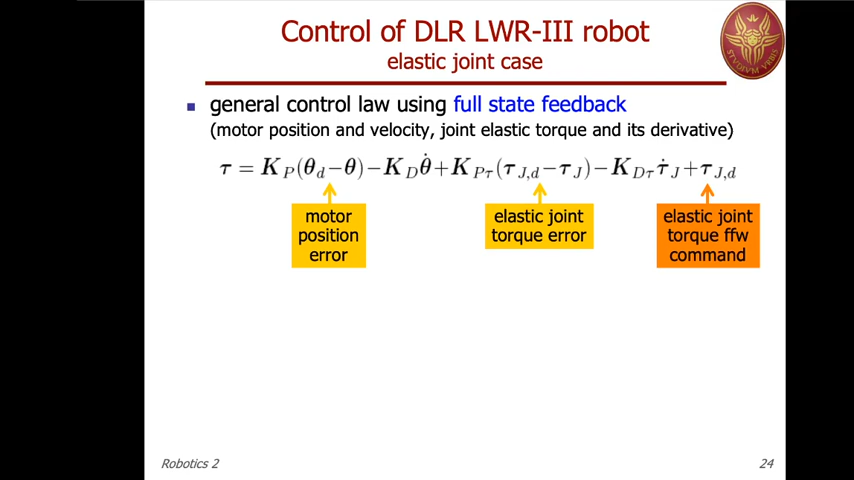 Control of DLR LWR-III robot
elastic joint case
general control law using full state feedback
(motor position and velocity, joint elastic torque and its derivative)
τ = K_P(θ_d−θ)−K_Dθ̇+K_Pτ(τ_J,d−τ_J)−K_Dτ τ̇_J+τ_J,d
motor
position
error
elastic joint
torque error
elastic joint
torque ffw
command
Robotics 2
24